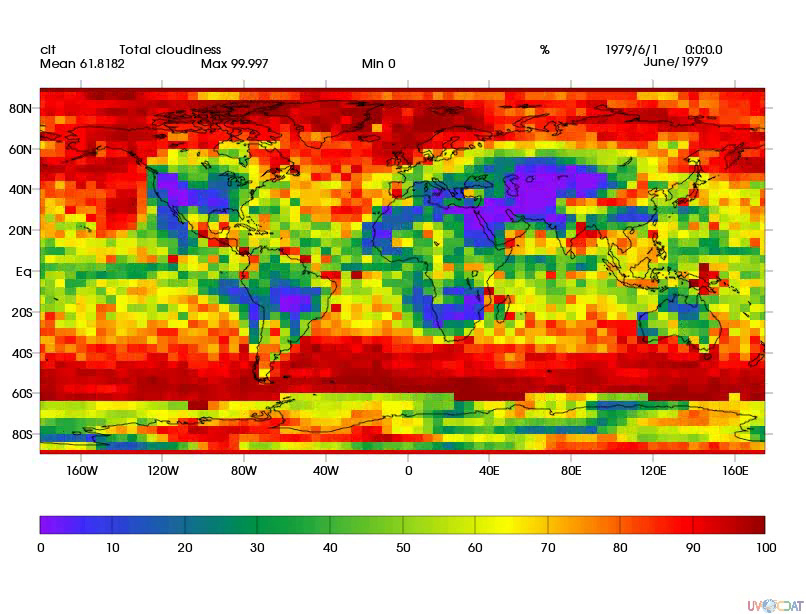 clt Total cloudiness % 1979/6/1 0:0:0.0
Mean 61.8182 Max 99.997 Min 0 June/1979
80N
60N
40N
20N
Eq
20S
40S
60S
80S
160W 120W 80W 40W 0 40E 80E 120E 160E
0 10 20 30 40 50 60 70 80 90 100
UV CDAT